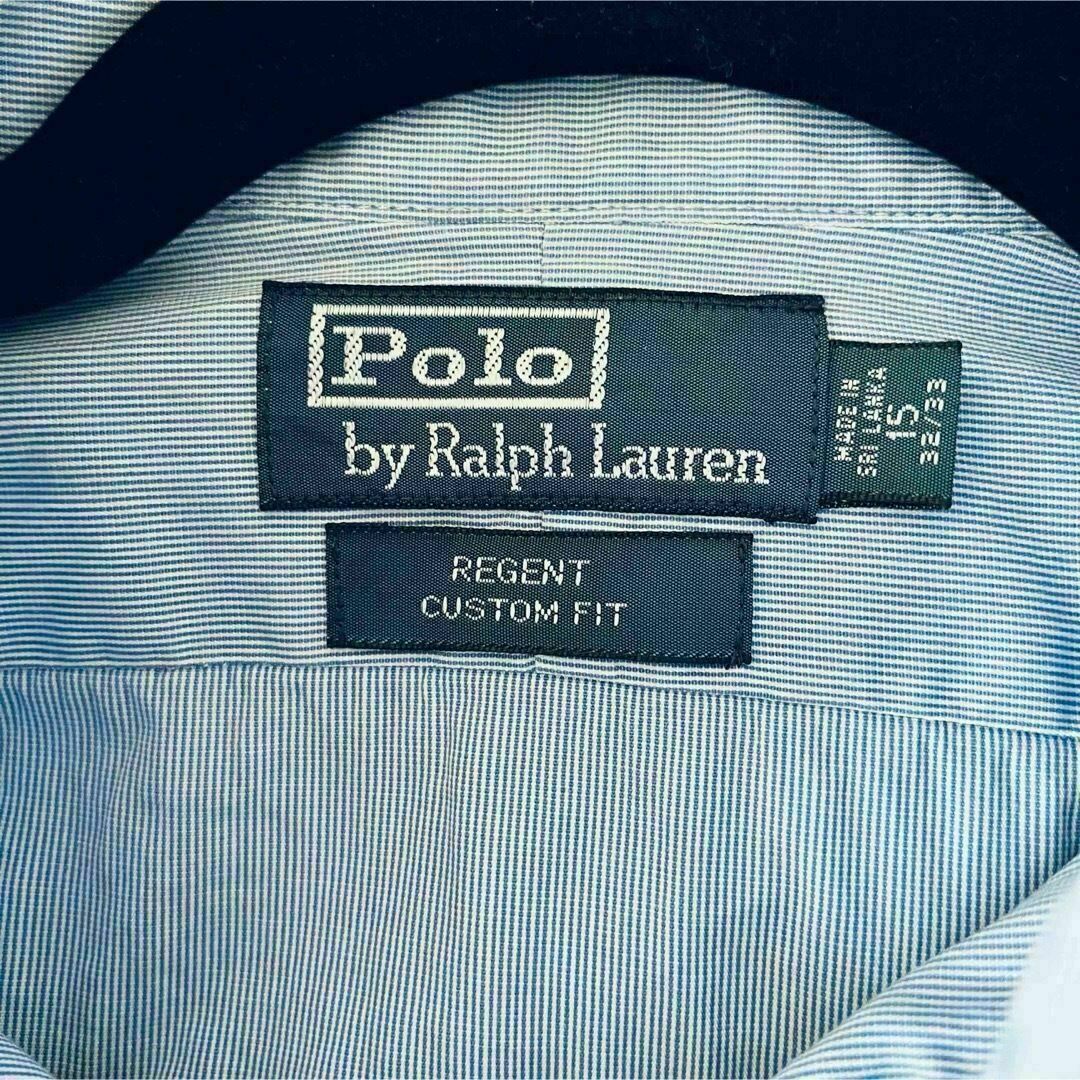 Polo
by Ralph Lauren
MADE IN
SRI LANKA
15
32/33
REGENT
CUSTOM FIT